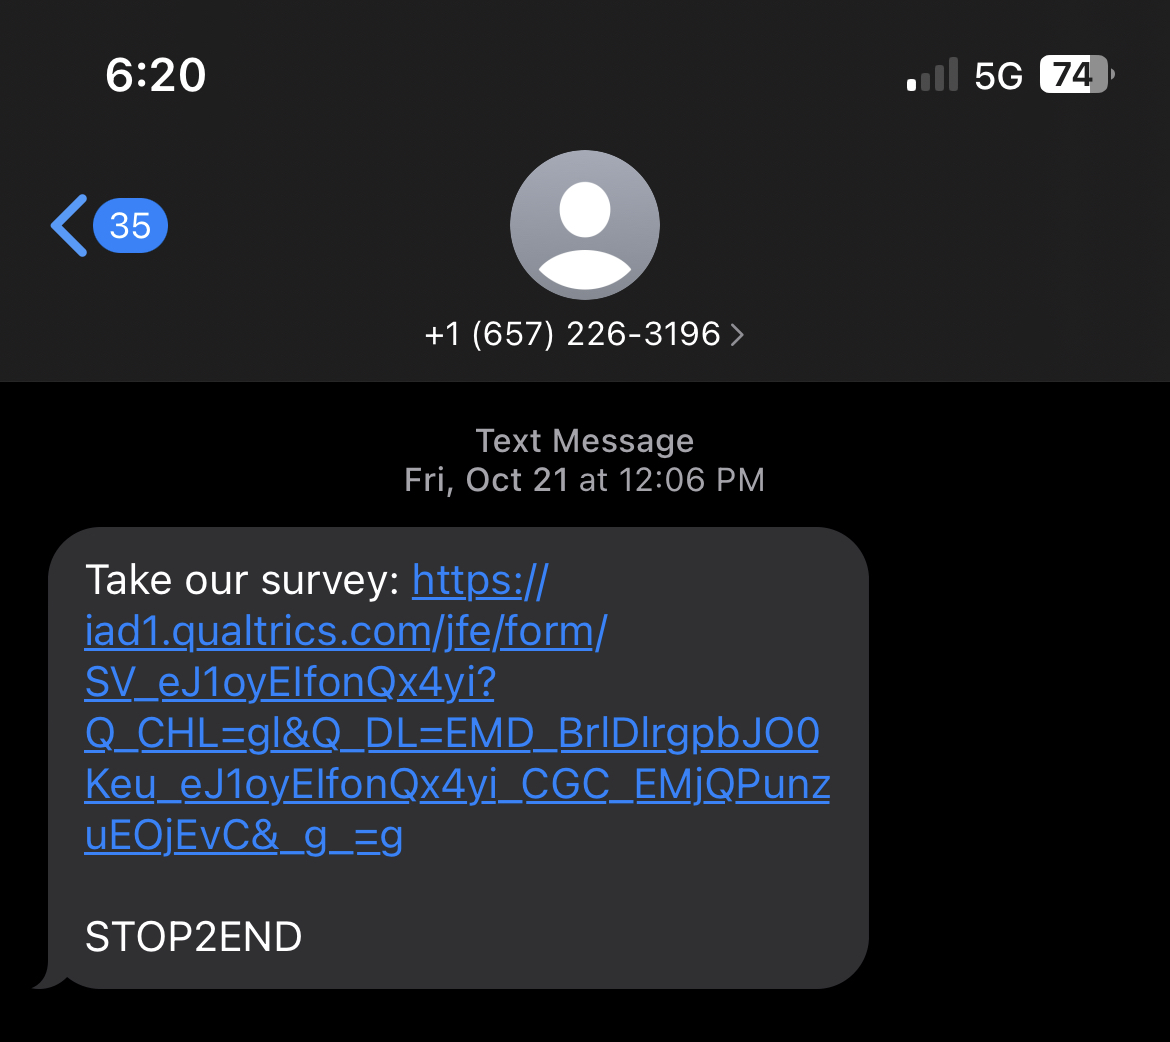 6:20
5G 74
35
+1 (657) 226-3196
Text Message
Fri, Oct 21 at 12:06 PM
Take our survey: https://
iad1.qualtrics.com/jfe/form/
SV_eJ1oyEIfonQx4yi?
Q_CHL=gl&Q_DL=EMD_BrlDlrgpbJO0
Keu_eJ1oyEIfonQx4yi_CGC_EMjQPunz
uEOjEvC&_g_=g
STOP2END